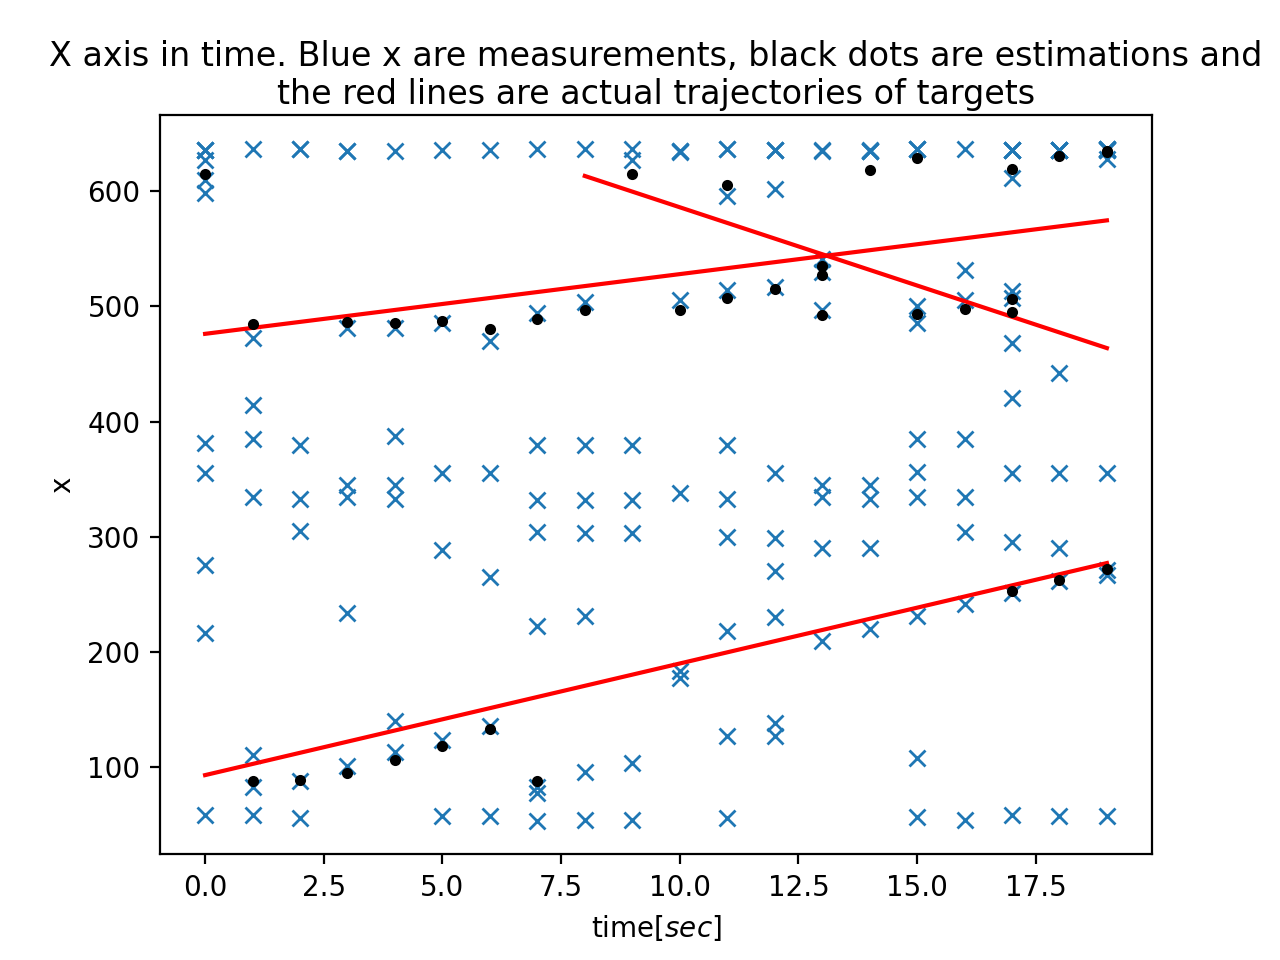 X axis in time. Blue x are measurements, black dots are estimations and
the red lines are actual trajectories of targets
600
500
400
300
200
100
x
0.0 2.5 5.0 7.5 10.0 12.5 15.0 17.5
time[sec]